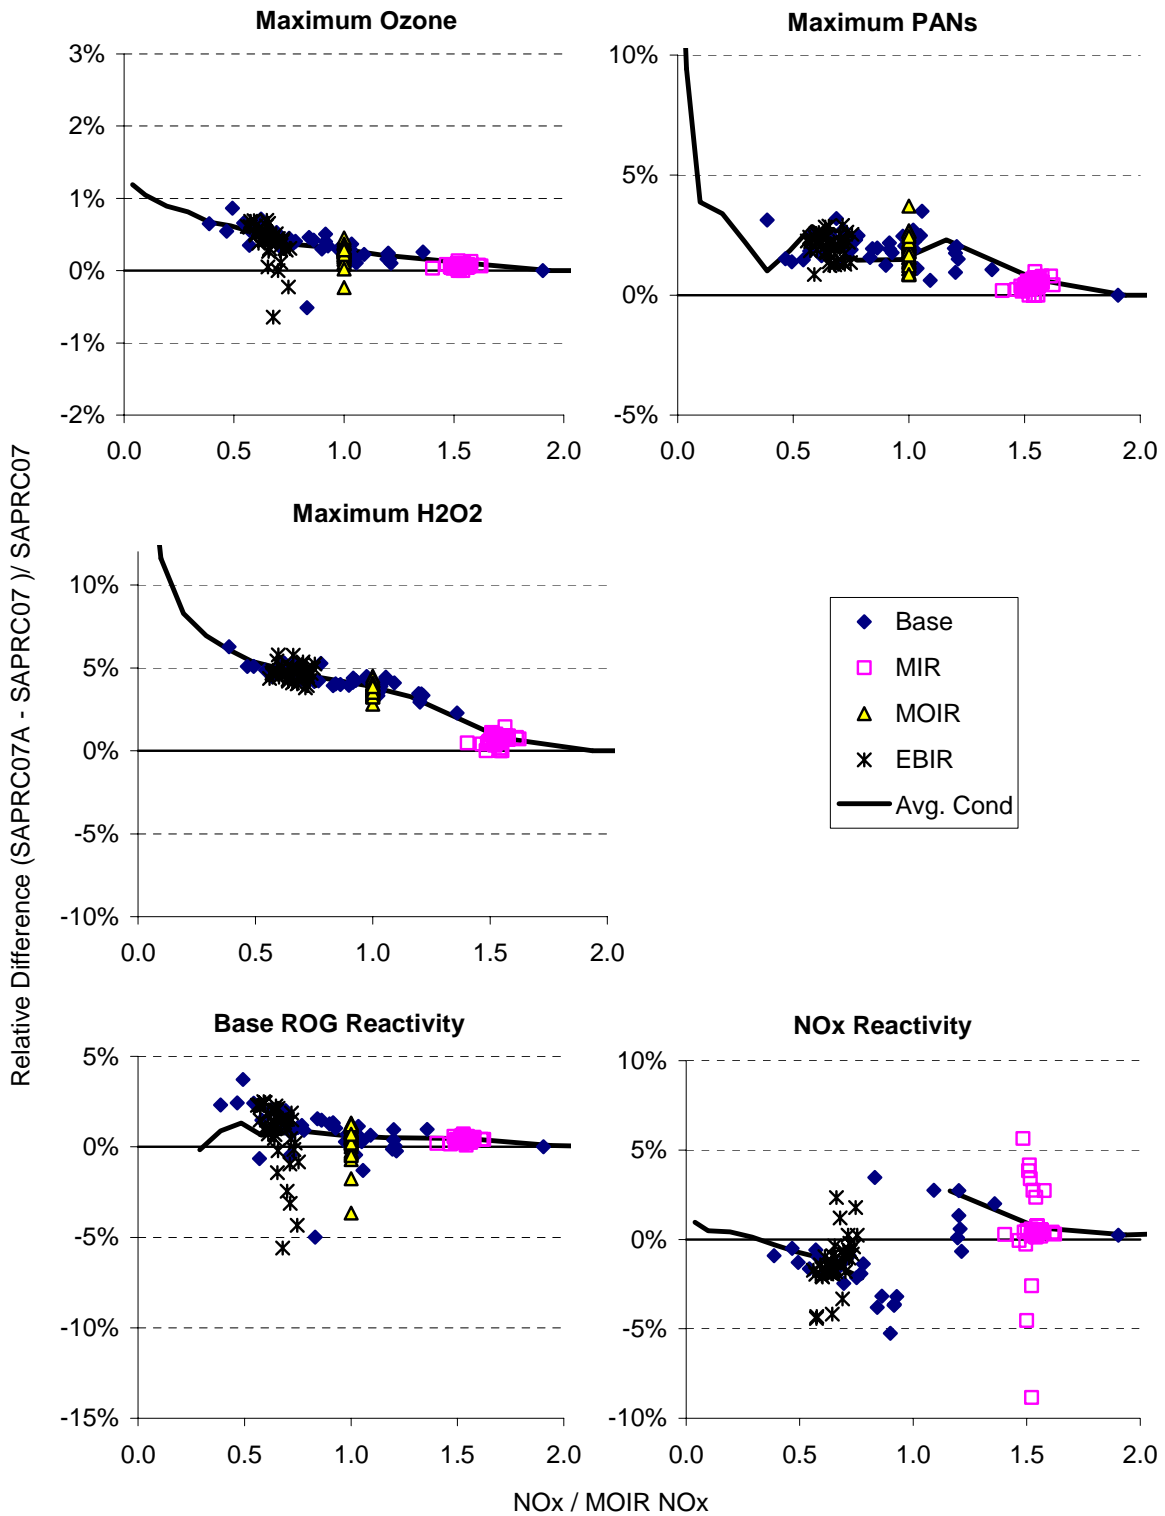 Maximum Ozone
3%
2%
1%
0%
-1%
-2%
0.0 0.5 1.0 1.5 2.0
Maximum PANs
10%
5%
0%
-5%
0.0 0.5 1.0 1.5 2.0
Relative Difference (SAPRC07A - SAPRC07 )/ SAPRC07
Maximum H2O2
10%
5%
0%
-5%
-10%
0.0 0.5 1.0 1.5 2.0
Base
MIR
MOIR
EBIR
Avg. Cond
Base ROG Reactivity
5%
0%
-5%
-10%
-15%
0.0 0.5 1.0 1.5 2.0
NOx Reactivity
10%
5%
0%
-5%
-10%
0.0 0.5 1.0 1.5 2.0
NOx / MOIR NOx